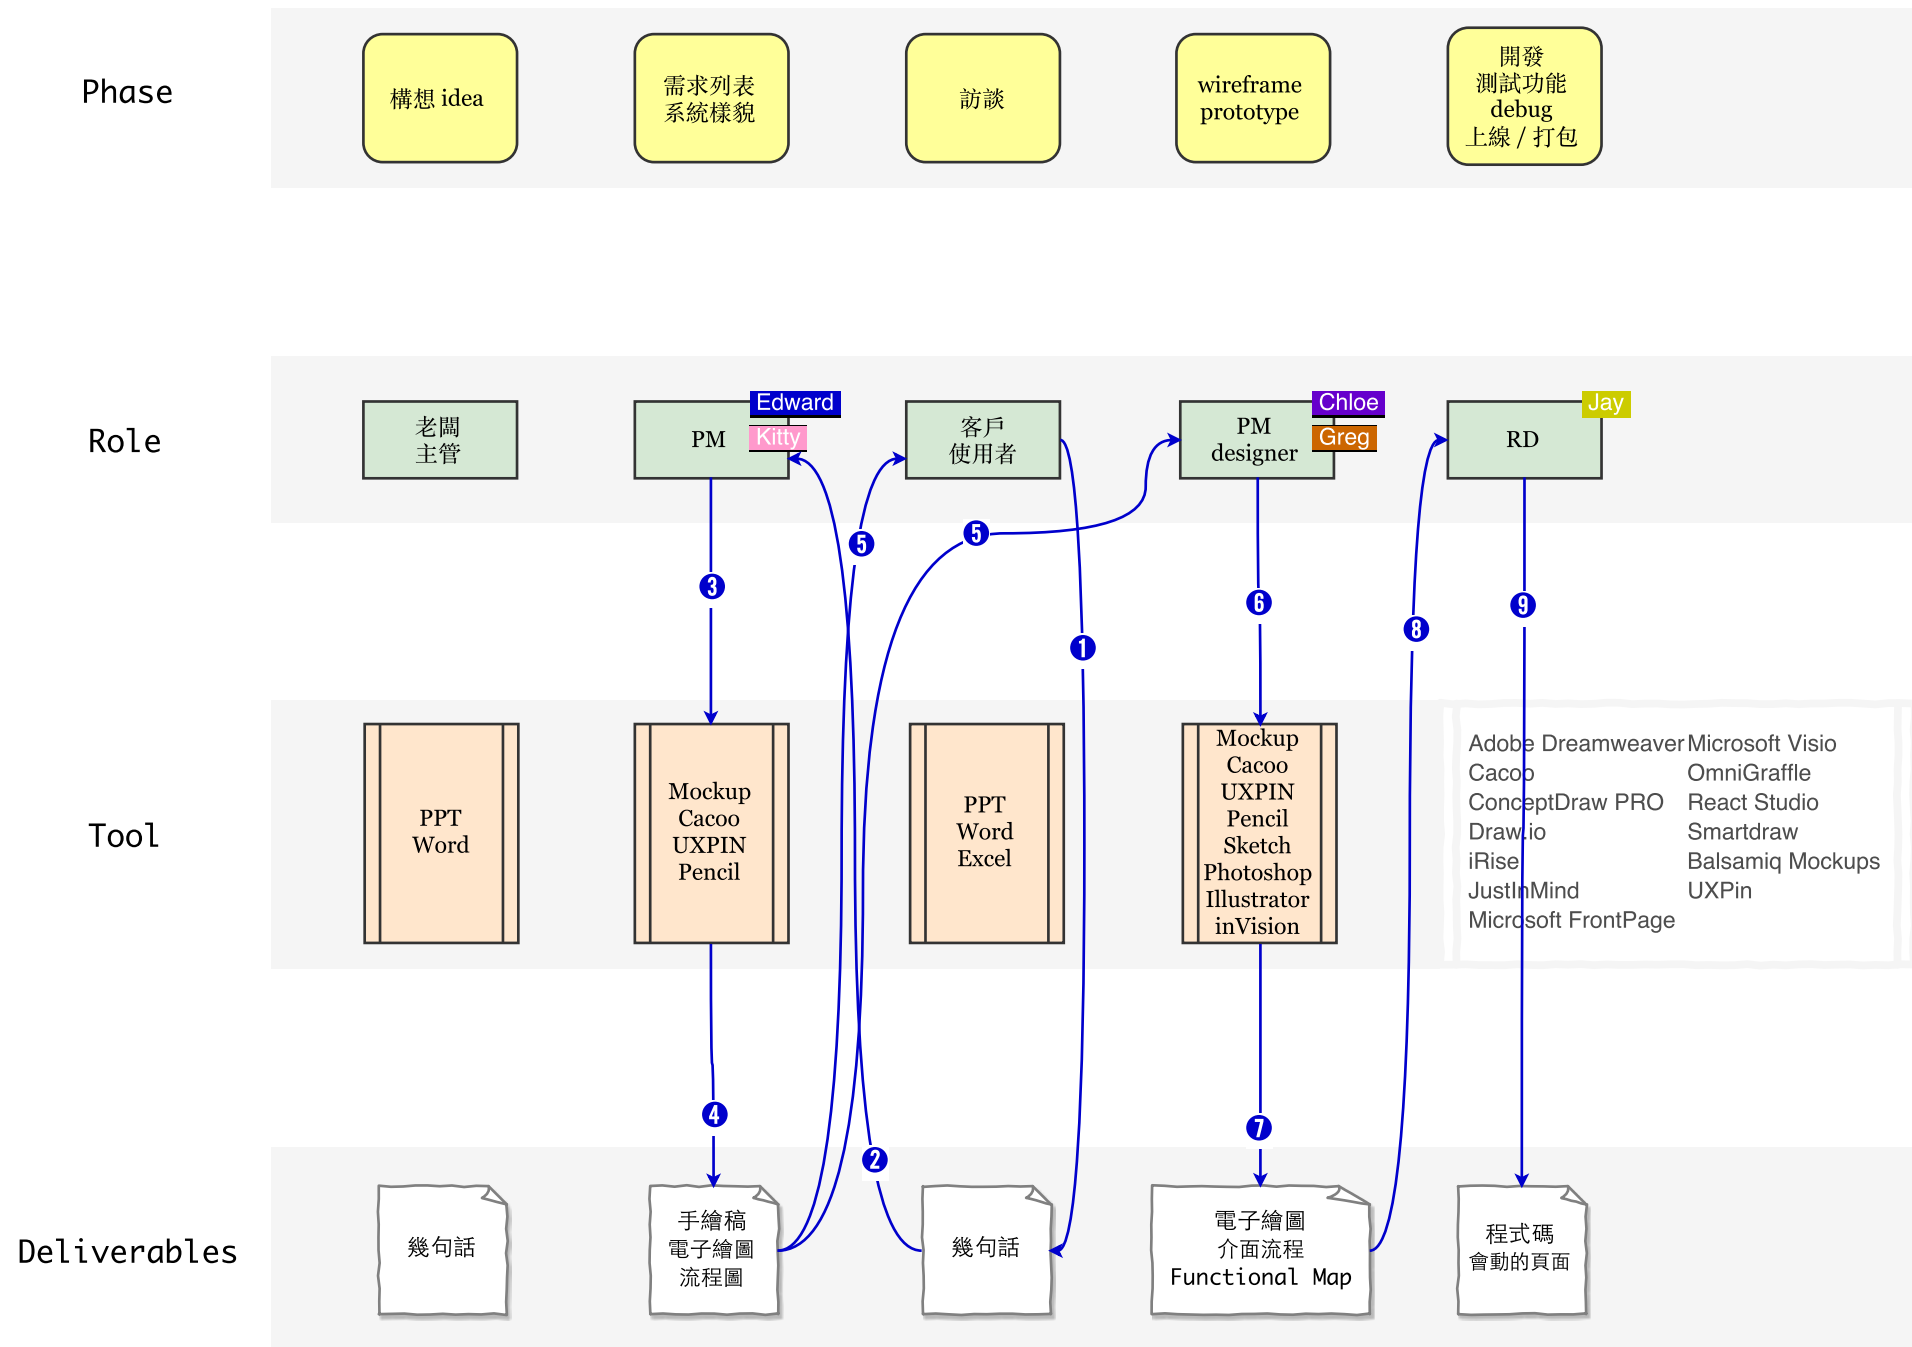 Phase
構想 idea
需求列表
系統樣貌
訪談
wireframe
prototype
開發
測試功能
debug
上線 / 打包
Role
老闆
主管
PM
Edward
Kitty
客戶
使用者
PM
designer
Chloe
Greg
RD
Jay
5
5
3
6
9
8
1
Tool
PPT
Word
Mockup
Cacoo
UXPIN
Pencil
PPT
Word
Excel
Mockup
Cacoo
UXPIN
Pencil
Sketch
Photoshop
Illustrator
inVision
Adobe Dreamweaver
Cacoo
ConceptDraw PRO
Draw.io
iRise
JustInMind
Microsoft FrontPage
Microsoft Visio
OmniGraffle
React Studio
Smartdraw
Balsamiq Mockups
UXPin
4
7
2
Deliverables
幾句話
手繪稿
電子繪圖
流程圖
幾句話
電子繪圖
介面流程
Functional Map
程式碼
會動的頁面